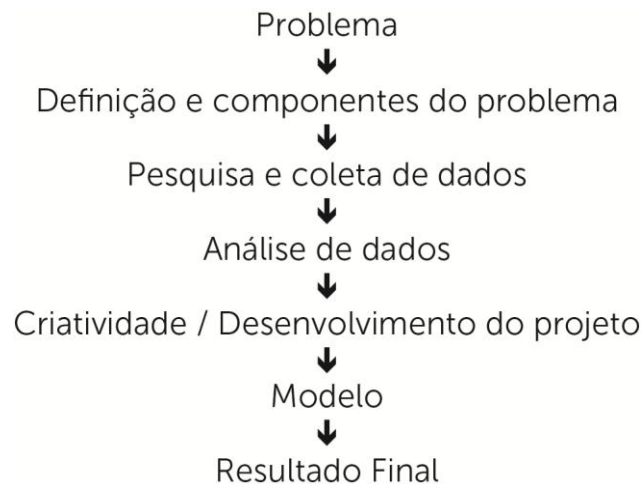 Problema
↓
Definição e componentes do problema
↓
Pesquisa e coleta de dados
↓
Análise de dados
↓
Criatividade / Desenvolvimento do projeto
↓
Modelo
↓
Resultado Final